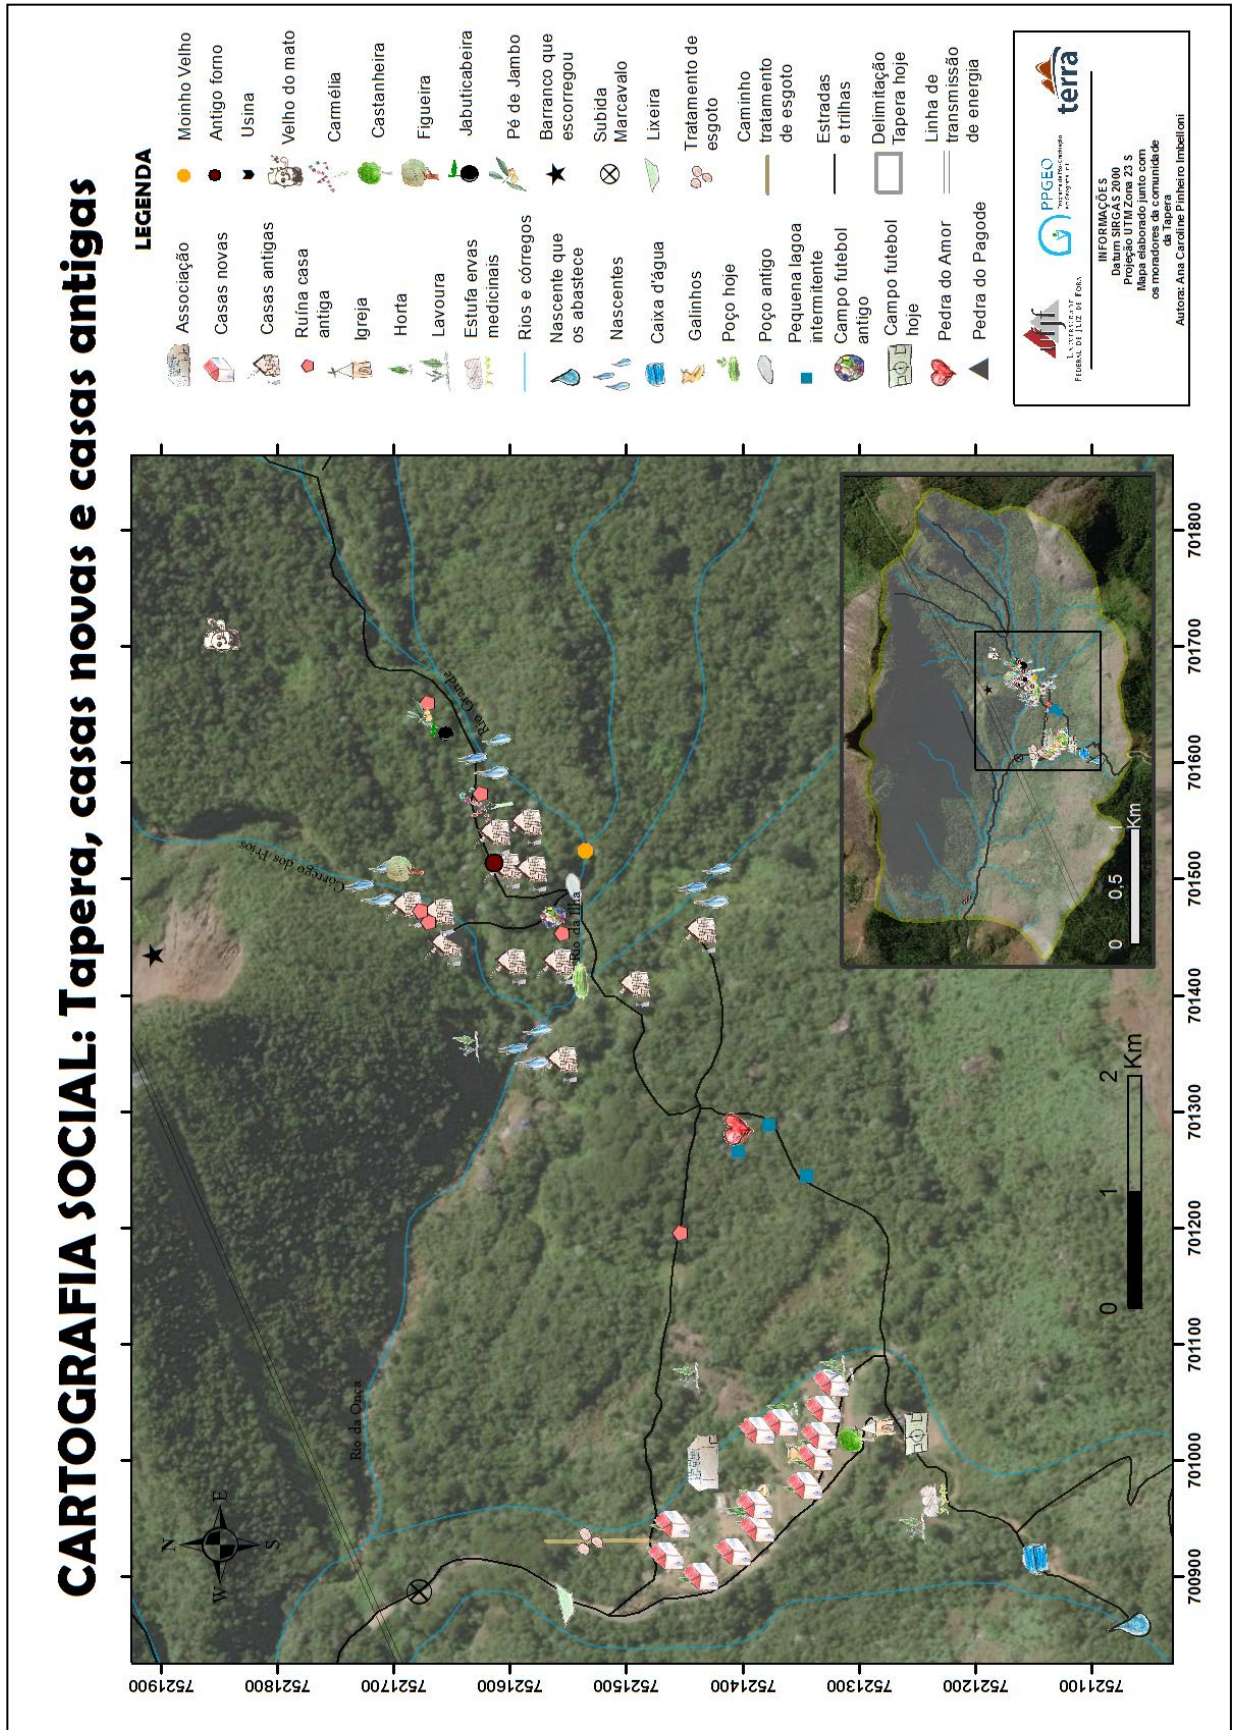 CARTOGRAFIA SOCIAL: Tapera, casas novas e casas antigas
N
W
E
S
Rio da Onça
Córrego dos Frios
Rio Grande
Rio da Ilha
7521900
7521800
7521700
7521600
7521500
7521400
7521300
7521200
7521100
700900
701000
701100
701200
701300
701400
701500
701600
701700
701800
0
1
2
Km
0
0,5
1
Km
LEGENDA
Associação
Casas novas
Casas antigas
Ruína casa
antiga
Igreja
Horta
Lavoura
Estufa ervas
medicinais
Rios e córregos
Nascente que
os abastece
Nascentes
Caixa d'água
Galinhos
Poço hoje
Poço antigo
Pequena lagoa
intermitente
Campo futebol
antigo
Campo futebol
hoje
Pedra do Amor
Pedra do Pagode
Moinho Velho
Antigo forno
Usina
Velho do mato
Carmélia
Castanheira
Figueira
Jabuticabeira
Pé de Jambo
Barranco que
escorregou
Subida
Marcavalo
Lixeira
Tratamento de
esgoto
Caminho
tratamento
de esgoto
Estradas
e trilhas
Delimitação
Tapera hoje
Linha de
transmissão
de energia
ufjf
UNIVERSIDADE
FEDERAL DE JUIZ DE FORA
PPGEO
terra
INFORMAÇÕES
Datum SIRGAS 2000
Projeção UTM Zona 23 S
Mapa elaborado junto com
os moradores da comunidade
da Tapera
Autora: Ana Caroline Pinheiro Imbelloni